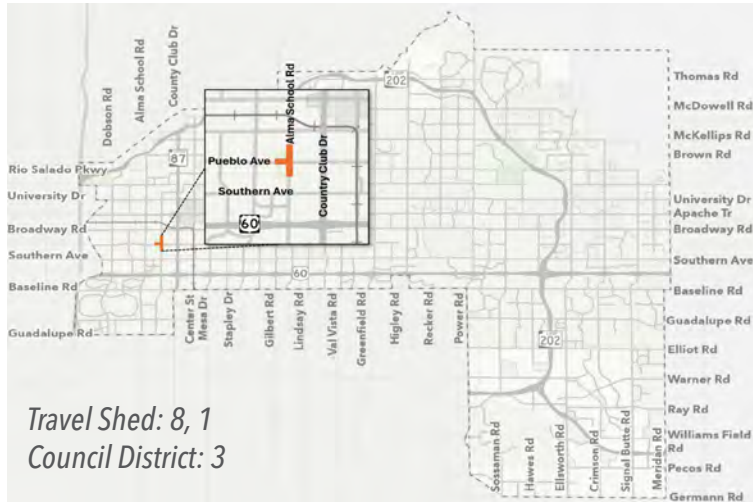 Dobson Rd
Alma School Rd
County Club Dr
202
Thomas Rd
McDowell Rd
McKellips Rd
Brown Rd
87
Alma School Rd
Pueblo Ave
Southern Ave
Country Club Dr
60
Rio Salado Pkwy
University Dr
Broadway Rd
Southern Ave
Baseline Rd
Guadalupe Rd
University Dr
Apache Tr
Broadway Rd
Southern Ave
60
Baseline Rd
Center St
Mesa Dr
Stapley Dr
Gilbert Rd
Lindsay Rd
Val Vista Rd
Greenfield Rd
Higley Rd
Recker Rd
Power Rd
Guadalupe Rd
202
Elliot Rd
Warner Rd
Ray Rd
Williams Field
Rd
Pecos Rd
Germann Rd
Sossaman Rd
Hawes Rd
Ellsworth Rd
Crimson Rd
Signal Butte Rd
Meridan Rd
Travel Shed: 8, 1
Council District: 3